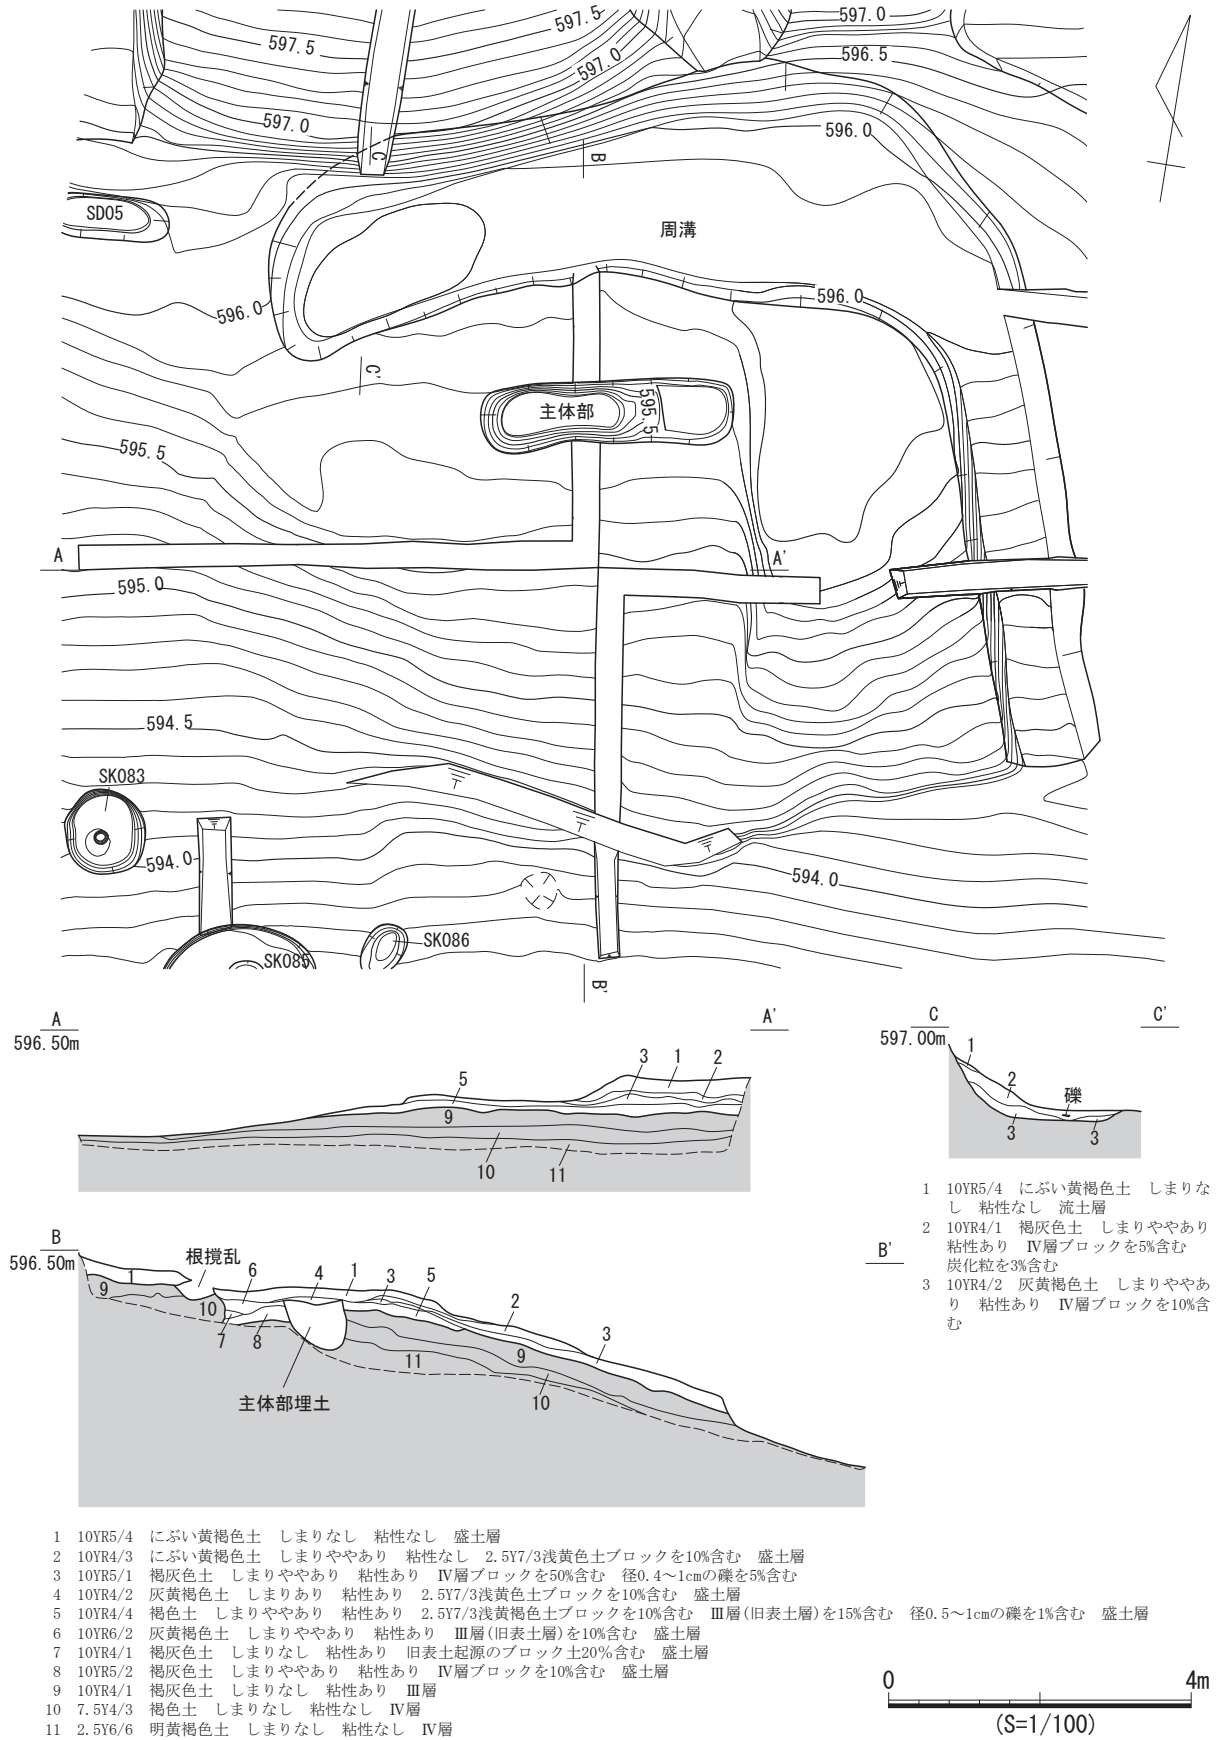 597.5
597.0
597.5
597.0
597.0
596.5
596.0
C
B
SD05
周溝
596.0
596.0
C'
主体部
595.5
595.5
A
A'
595.0
594.5
SK083
594.0
594.0
SK086
SK085
B'
A
596.50m
A'
3 1 2
5
9
10
11
C
597.00m
C'
1
2
礫
3
3
B
596.50m
B'
根撹乱
1
9
10
6
4
1
3
5
2
3
7
8
11
9
10
主体部埋土
1 10YR5/4 にぶい黄褐色土 しまりな
し 粘性なし 流土層
2 10YR4/1 褐灰色土 しまりややあり
粘性あり Ⅳ層ブロックを5%含む
炭化粒を3%含む
3 10YR4/2 灰黄褐色土 しまりややあ
り 粘性あり Ⅳ層ブロックを10%含
む
1 10YR5/4 にぶい黄褐色土 しまりなし 粘性なし 盛土層
2 10YR4/3 にぶい黄褐色土 しまりややあり 粘性なし 2.5Y7/3浅黄色土ブロックを10%含む 盛土層
3 10YR5/1 褐灰色土 しまりややあり 粘性あり Ⅳ層ブロックを50%含む 径0.4～1cmの礫を5%含む
4 10YR4/2 灰黄褐色土 しまりあり 粘性あり 2.5Y7/3浅黄色土ブロックを10%含む 盛土層
5 10YR4/4 褐色土 しまりややあり 粘性あり 2.5Y7/3浅黄褐色土ブロックを10%含む Ⅲ層(旧表土層)を15%含む 径0.5～1cmの礫を1%含む 盛土層
6 10YR6/2 灰黄褐色土 しまりややあり 粘性あり Ⅲ層(旧表土層)を10%含む 盛土層
7 10YR4/1 褐灰色土 しまりなし 粘性あり 旧表土起源のブロック土20％含む 盛土層
8 10YR5/2 褐灰色土 しまりややあり 粘性あり Ⅳ層ブロックを10%含む 盛土層
9 10YR4/1 褐灰色土 しまりなし 粘性あり Ⅲ層
10 7.5Y4/3 褐色土 しまりなし 粘性なし Ⅳ層
11 2.5Y6/6 明黄褐色土 しまりなし 粘性なし Ⅳ層
0 4m
(S=1/100)